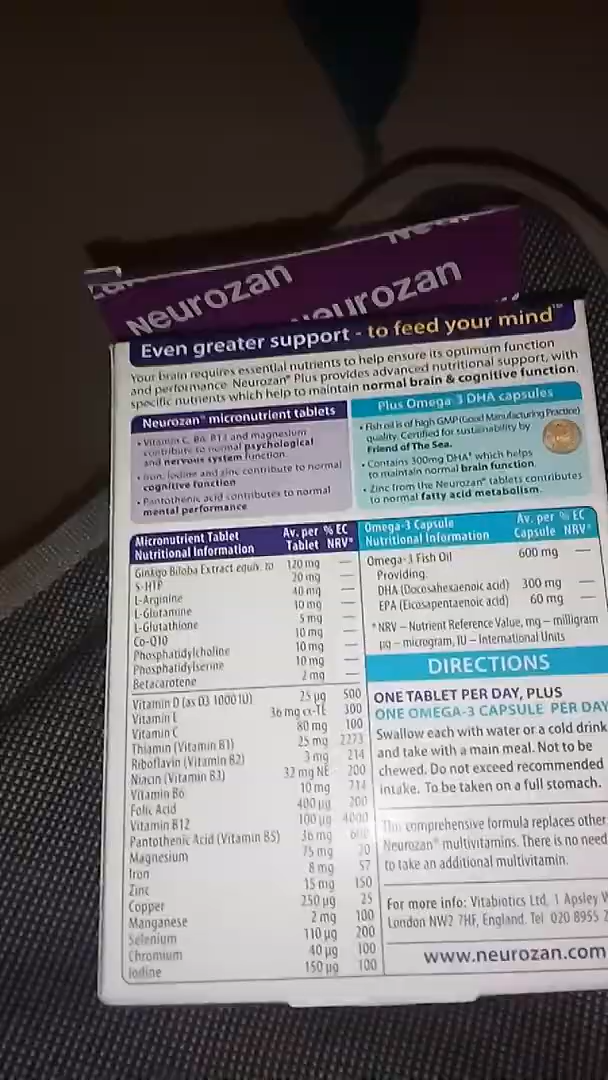 Neurozan
Neurozan
Even greater support - to feed your mind™
Your brain requires essential nutrients to help ensure its optimum function
and performance. Neurozan® Plus provides advanced nutritional support, with
specific nutrients which help to maintain normal brain & cognitive function.
Neurozan® micronutrient tablets
• Vitamin C, B6, B12 and magnesium
contribute to normal psychological
and nervous system function.
• Iron, iodine and zinc contribute to normal
cognitive function
• Pantothenic acid contributes to normal
mental performance
Plus Omega-3 DHA capsules
• Fish oil is of high GMP (Good Manufacturing Practice)
quality. Certified for sustainability by
Friend of The Sea.
• Contains 300mg DHA† which helps
to maintain normal brain function.
• Zinc from the Neurozan® tablets contributes
to normal fatty acid metabolism.
Micronutrient Tablet Av. per % EC
Nutritional Information Tablet NRV*
Ginkgo Biloba Extract equiv. to 120 mg —
5-HTP 20 mg —
L-Arginine 40 mg —
L-Glutamine 10 mg —
L-Glutathione 5 mg —
Co-Q10 10 mg —
Phosphatidylcholine 10 mg —
Phosphatidylserine 10 mg —
Betacarotene 2 mg —
Vitamin D (as D3 1000 IU) 25 µg 500
Vitamin E 36 mg α-TE 300
Vitamin C 80 mg 100
Thiamin (Vitamin B1) 25 mg 2273
Riboflavin (Vitamin B2) 3 mg 214
Niacin (Vitamin B3) 32 mg NE 200
Vitamin B6 10 mg 714
Folic Acid 400 µg 200
Vitamin B12 100 µg 4000
Pantothenic Acid (Vitamin B5) 36 mg 600
Magnesium 75 mg 20
Iron 8 mg 57
Zinc 15 mg 150
Copper 250 µg 25
Manganese 2 mg 100
Selenium 110 µg 200
Chromium 40 µg 100
Iodine 150 µg 100
Omega-3 Capsule Av. per % EC
Nutritional Information Capsule NRV*
Omega-3 Fish Oil 600 mg —
Providing:
DHA (Docosahexaenoic acid) 300 mg —
EPA (Eicosapentaenoic acid) 60 mg —
*NRV – Nutrient Reference Value, mg – milligram
µg – microgram, IU – International Units
DIRECTIONS
ONE TABLET PER DAY, PLUS
ONE OMEGA-3 CAPSULE PER DAY
Swallow each with water or a cold drink
and take with a main meal. Not to be
chewed. Do not exceed recommended
intake. To be taken on a full stomach.
This comprehensive formula replaces other
Neurozan® multivitamins. There is no need
to take an additional multivitamin.
For more info: Vitabiotics Ltd, 1 Apsley W
London NW2 7HF, England. Tel 020 8955 2
www.neurozan.com